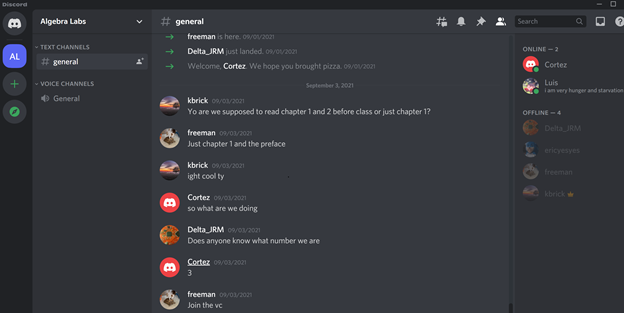 Discord
Algebra Labs
general
Search
AL
TEXT CHANNELS
general
VOICE CHANNELS
General
freeman is here. 09/01/2021
Delta_JRM just landed. 09/01/2021
Welcome, Cortez. We hope you brought pizza. 09/01/2021
September 3, 2021
kbrick 09/03/2021
Yo are we supposed to read chapter 1 and 2 before class or just chapter 1?
freeman 09/03/2021
Just chapter 1 and the preface
kbrick 09/03/2021
ight cool ty
Cortez 09/03/2021
so what are we doing
Delta_JRM 09/03/2021
Does anyone know what number we are
Cortez 09/03/2021
3
freeman 09/03/2021
Join the vc
ONLINE — 2
Cortez
Luis
i am very hunger and starvation
OFFLINE — 4
Delta_JRM
ericyesyes
freeman
kbrick